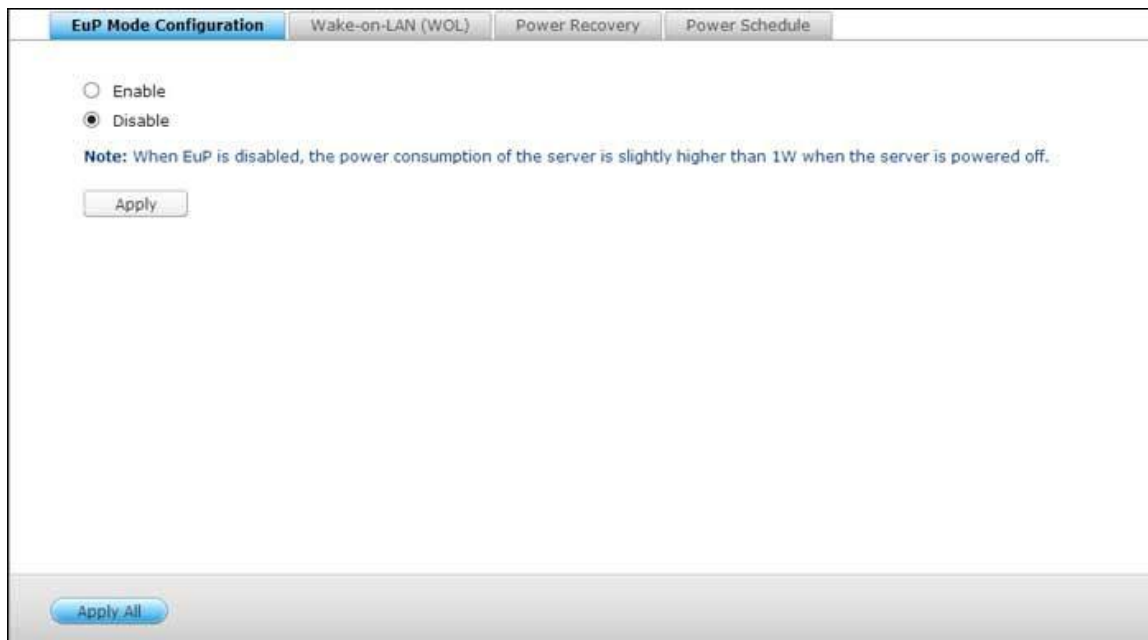 EuP Mode Configuration
Wake-on-LAN (WOL)
Power Recovery
Power Schedule
Enable
Disable
Note: When EuP is disabled, the power consumption of the server is slightly higher than 1W when the server is powered off.
Apply
Apply All